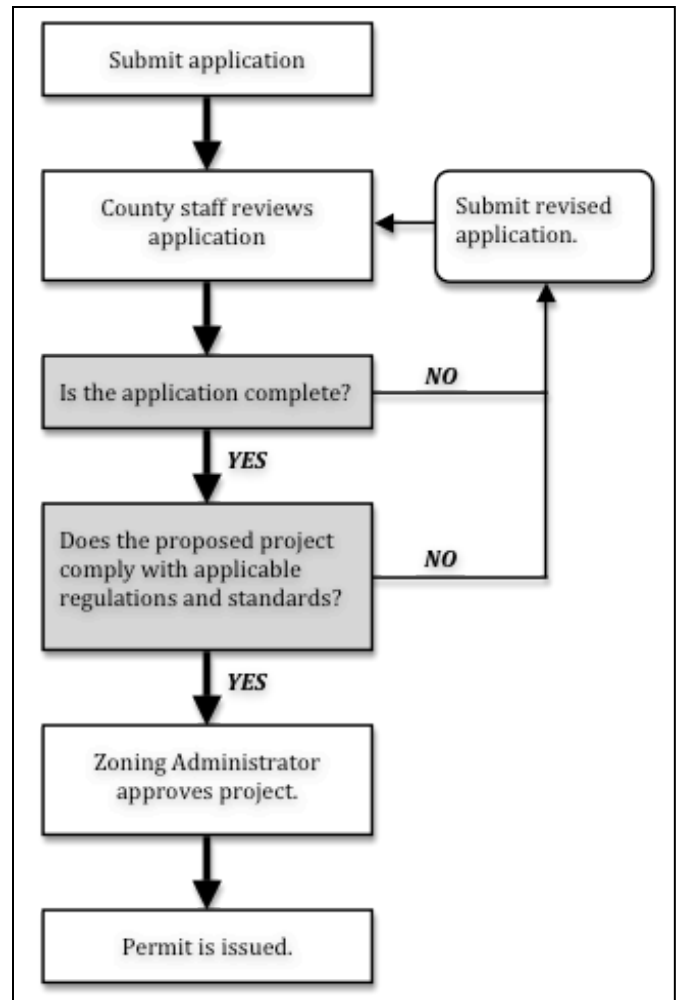 Submit application
County staff reviews
application
Submit revised
application.
Is the application complete?
NO
YES
Does the proposed project
comply with applicable
regulations and standards?
NO
YES
Zoning Administrator
approves project.
Permit is issued.